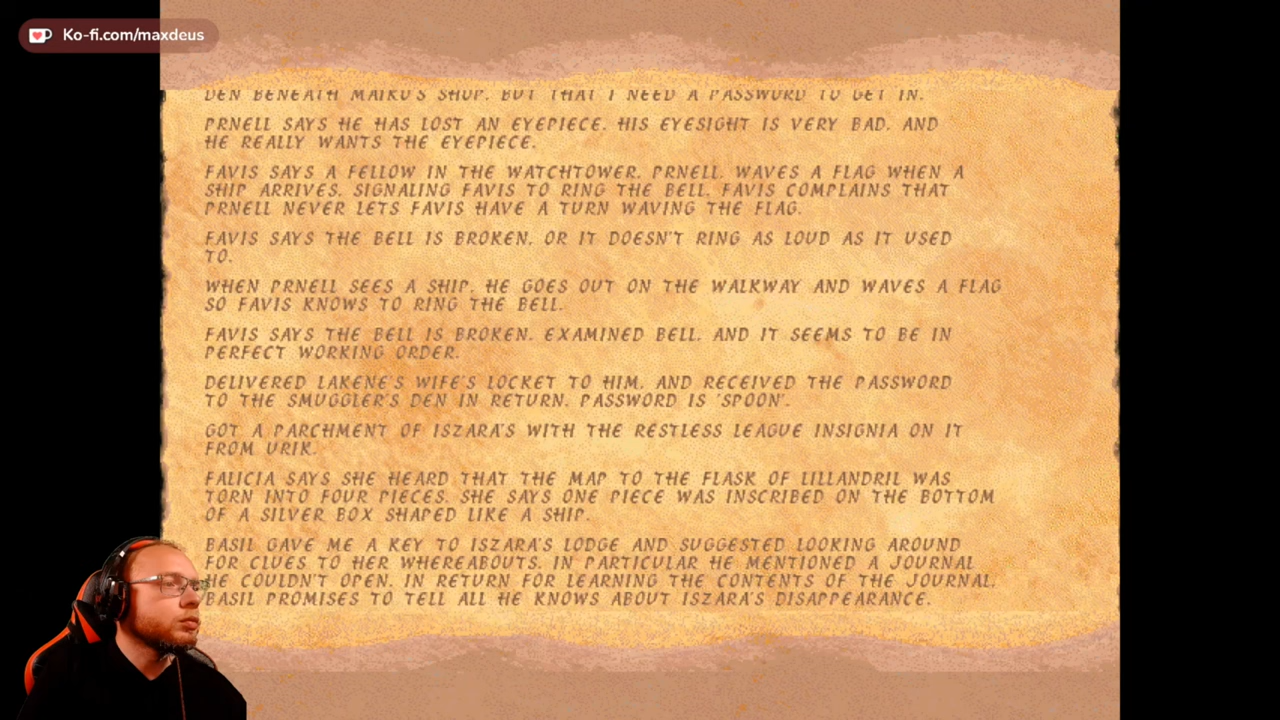 Ko-fi.com/maxdeus
DEN BENEATH MAIKO'S SHOP. BUT THAT I NEED A PASSWORD TO GET IN.
PRNELL SAYS HE HAS LOST AN EYEPIECE. HIS EYESIGHT IS VERY BAD, AND
HE REALLY WANTS THE EYEPIECE.
FAVIS SAYS A FELLOW IN THE WATCHTOWER, PRNELL, WAVES A FLAG WHEN A
SHIP ARRIVES, SIGNALING FAVIS TO RING THE BELL. FAVIS COMPLAINS THAT
PRNELL NEVER LETS FAVIS HAVE A TURN WAVING THE FLAG.
FAVIS SAYS THE BELL IS BROKEN, OR IT DOESN'T RING AS LOUD AS IT USED
TO.
WHEN PRNELL SEES A SHIP, HE GOES OUT ON THE WALKWAY AND WAVES A FLAG
SO FAVIS KNOWS TO RING THE BELL.
FAVIS SAYS THE BELL IS BROKEN. EXAMINED BELL, AND IT SEEMS TO BE IN
PERFECT WORKING ORDER.
DELIVERED LAKENE'S WIFE'S LOCKET TO HIM, AND RECEIVED THE PASSWORD
TO THE SMUGGLER'S DEN IN RETURN. PASSWORD IS 'SPOON'.
GOT A PARCHMENT OF ISZARA'S WITH THE RESTLESS LEAGUE INSIGNIA ON IT
FROM URIK.
FALICIA SAYS SHE HEARD THAT THE MAP TO THE FLASK OF LILLANDRIL WAS
TORN INTO FOUR PIECES. SHE SAYS ONE PIECE WAS INSCRIBED ON THE BOTTOM
OF A SILVER BOX SHAPED LIKE A SHIP.
BASIL GAVE ME A KEY TO ISZARA'S LODGE AND SUGGESTED LOOKING AROUND
FOR CLUES TO HER WHEREABOUTS. IN PARTICULAR HE MENTIONED A JOURNAL
HE COULDN'T OPEN. IN RETURN FOR LEARNING THE CONTENTS OF THE JOURNAL,
BASIL PROMISES TO TELL ALL HE KNOWS ABOUT ISZARA'S DISAPPEARANCE.